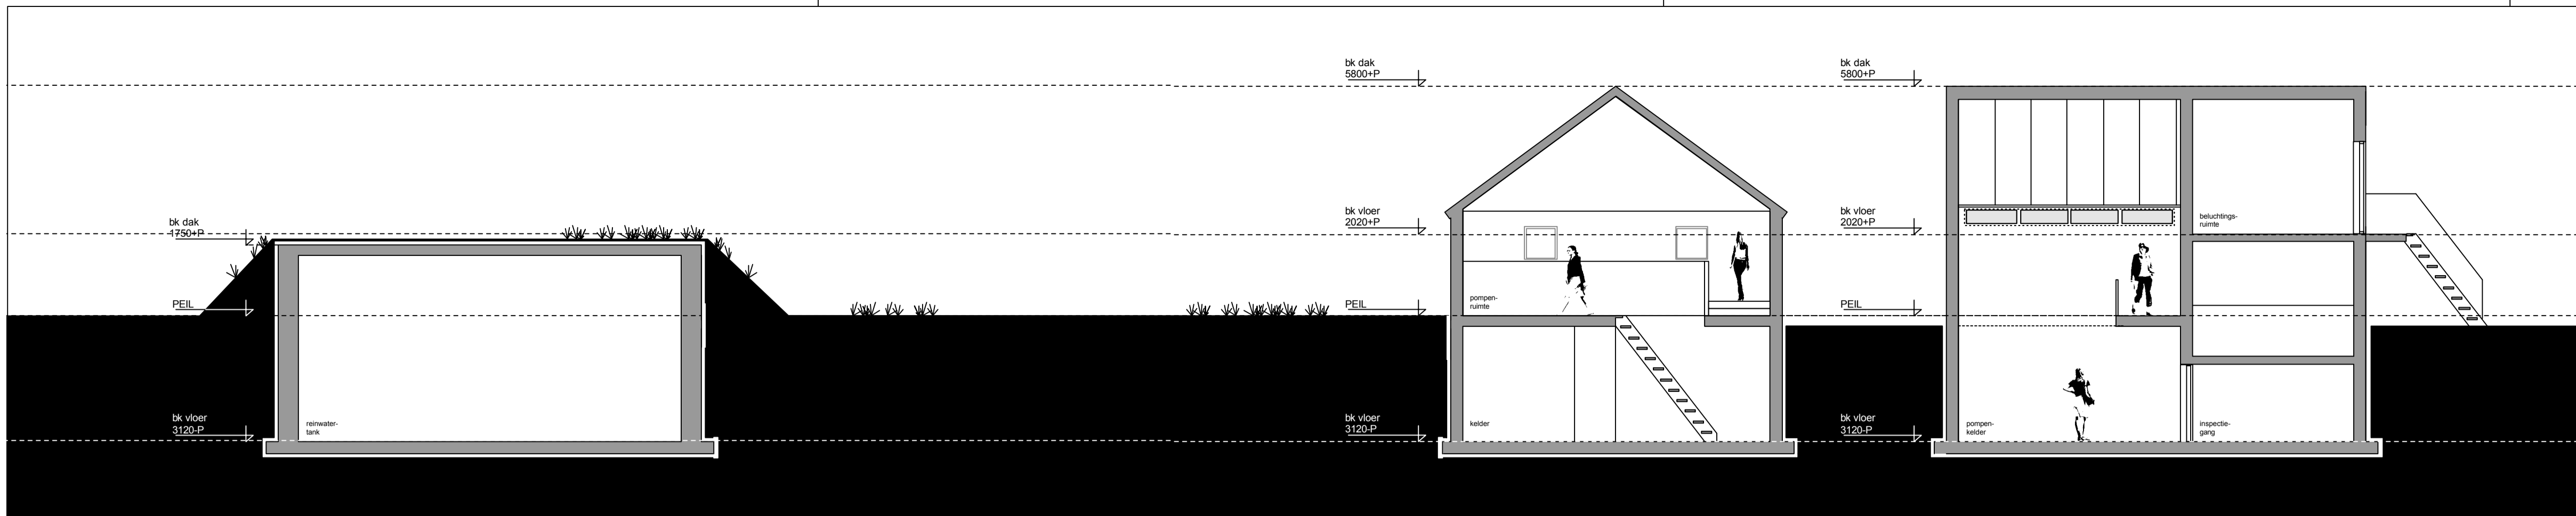 bk dak
1750+P
PEIL
bk vloer
3120-P
reinwater-
tank
bk dak
5800+P
bk vloer
2020+P
PEIL
bk vloer
3120-P
pompen-
ruimte
kelder
bk dak
5800+P
bk vloer
2020+P
PEIL
bk vloer
3120-P
beluchtings-
ruimte
pompen-
kelder
inspectie-
gang